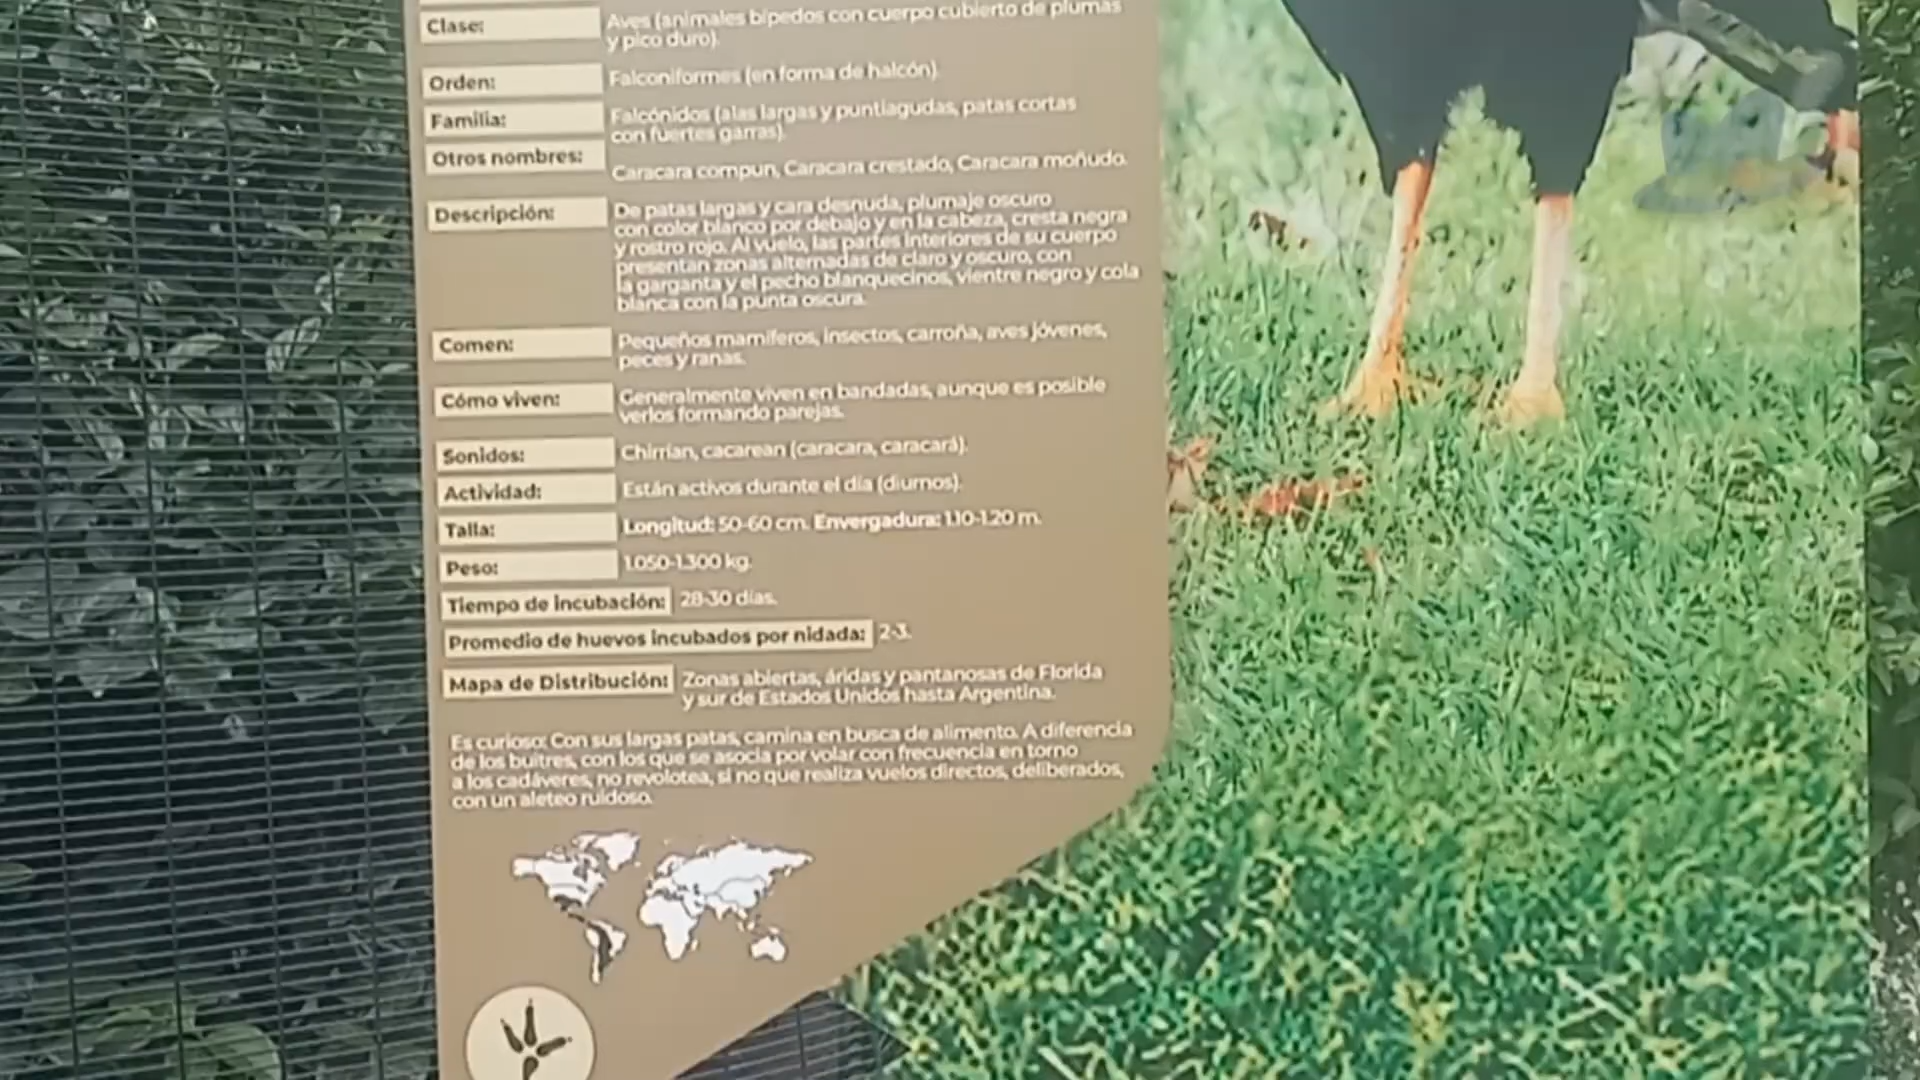 Clase: Aves (animales bípedos con cuerpo cubierto de plumas
y pico duro).
Orden: Falconiformes (en forma de halcón).
Familia: Falcónidos (alas largas y puntiagudas, patas cortas
con fuertes garras).
Otros nombres: Caracara compun, Caracara crestado, Caracara moñudo.
Descripción: De patas largas y cara desnuda, plumaje oscuro
con color blanco por debajo y en la cabeza, cresta negra
y rostro rojo. Al vuelo, las partes interiores de su cuerpo
presentan zonas alternadas de claro y oscuro, con
la garganta y el pecho blanquecinos, vientre negro y cola
blanca con la punta oscura.
Comen: Pequeños mamíferos, insectos, carroña, aves jóvenes,
peces y ranas.
Cómo viven: Generalmente viven en bandadas, aunque es posible
verlos formando parejas.
Sonidos: Chirrían, cacarean (caracara, caracará).
Actividad: Están activos durante el día (diurnos).
Talla: Longitud: 50-60 cm. Envergadura: 1.10-1.20 m.
Peso: 1.050-1.300 kg.
Tiempo de incubación: 28-30 días.
Promedio de huevos incubados por nidada: 2-3.
Mapa de Distribución: Zonas abiertas, áridas y pantanosas de Florida
y sur de Estados Unidos hasta Argentina.
Es curioso: Con sus largas patas, camina en busca de alimento. A diferencia
de los buitres, con los que se asocia por volar con frecuencia en torno
a los cadáveres, no revolotea, si no que realiza vuelos directos, deliberados,
con un aleteo ruidoso.